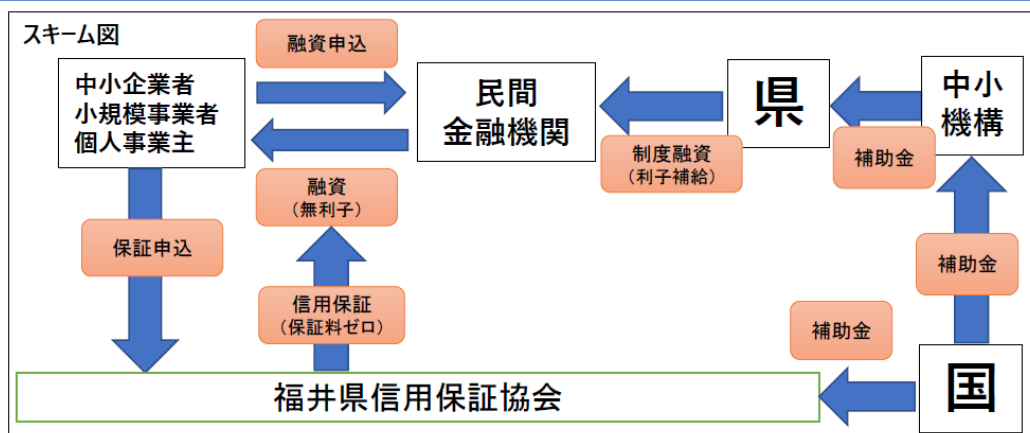 スキーム図
融資申込
中小企業者
小規模事業者
個人事業主
民間
金融機関
県
中小
機構
制度融資
（利子補給）
補助金
融資
（無利子）
保証申込
補助金
信用保証
（保証料ゼロ）
補助金
福井県信用保証協会
国